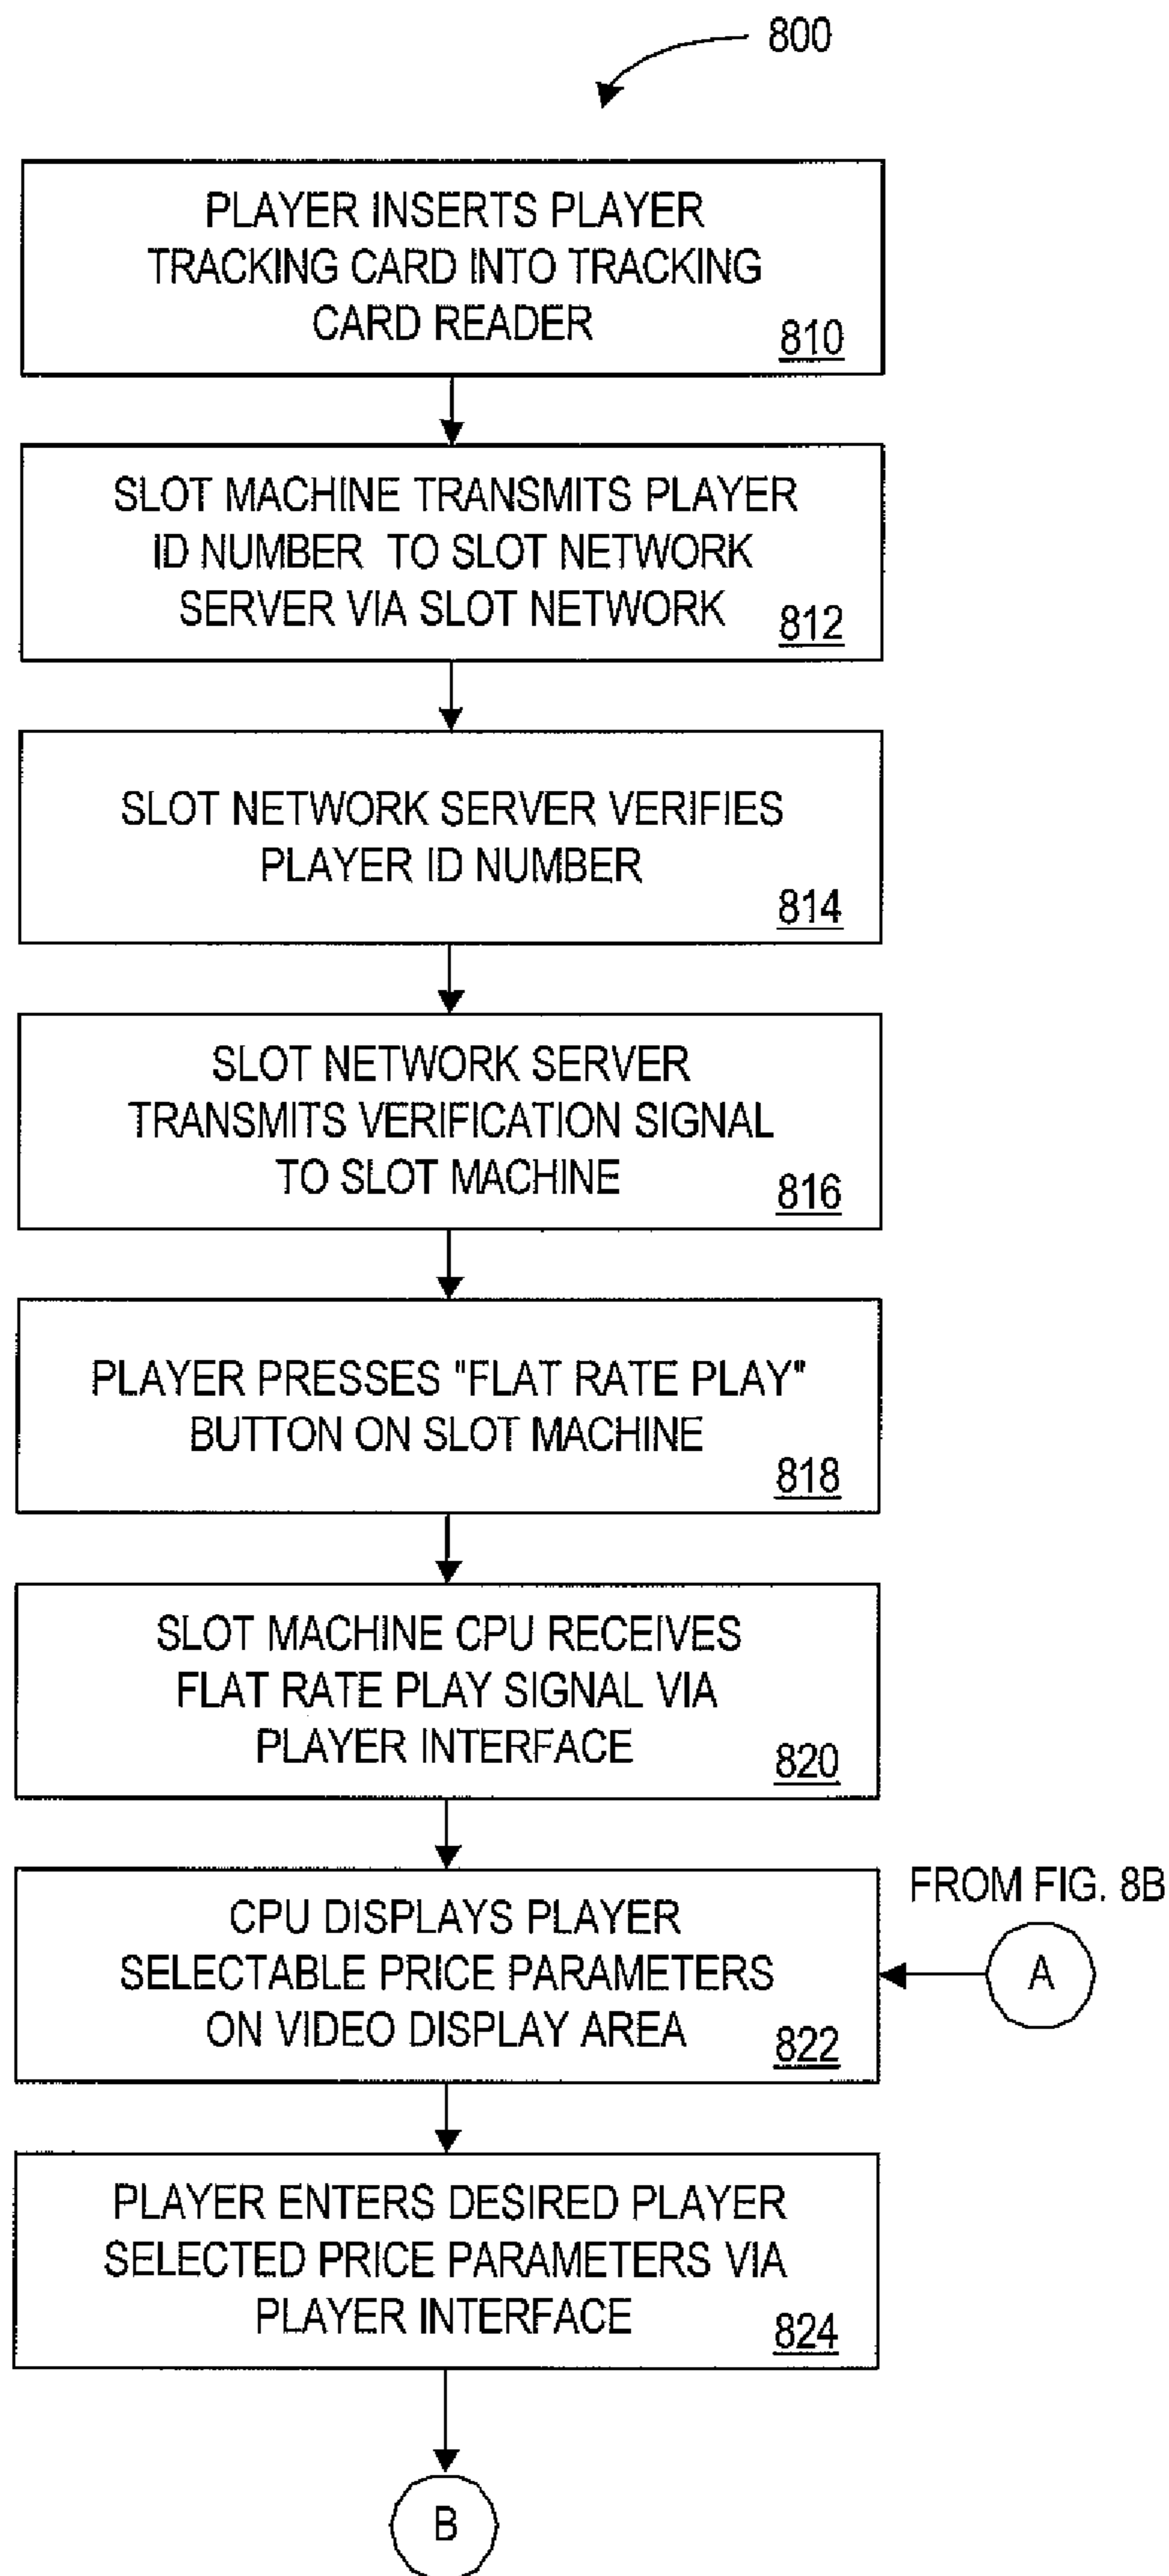 800
PLAYER INSERTS PLAYER
TRACKING CARD INTO TRACKING
CARD READER
810
SLOT MACHINE TRANSMITS PLAYER
ID NUMBER TO SLOT NETWORK
SERVER VIA SLOT NETWORK
812
SLOT NETWORK SERVER VERIFIES
PLAYER ID NUMBER
814
SLOT NETWORK SERVER
TRANSMITS VERIFICATION SIGNAL
TO SLOT MACHINE
816
PLAYER PRESSES "FLAT RATE PLAY"
BUTTON ON SLOT MACHINE
818
SLOT MACHINE CPU RECEIVES
FLAT RATE PLAY SIGNAL VIA
PLAYER INTERFACE
820
FROM FIG. 8B
A
CPU DISPLAYS PLAYER
SELECTABLE PRICE PARAMETERS
ON VIDEO DISPLAY AREA
822
PLAYER ENTERS DESIRED PLAYER
SELECTED PRICE PARAMETERS VIA
PLAYER INTERFACE
824
B